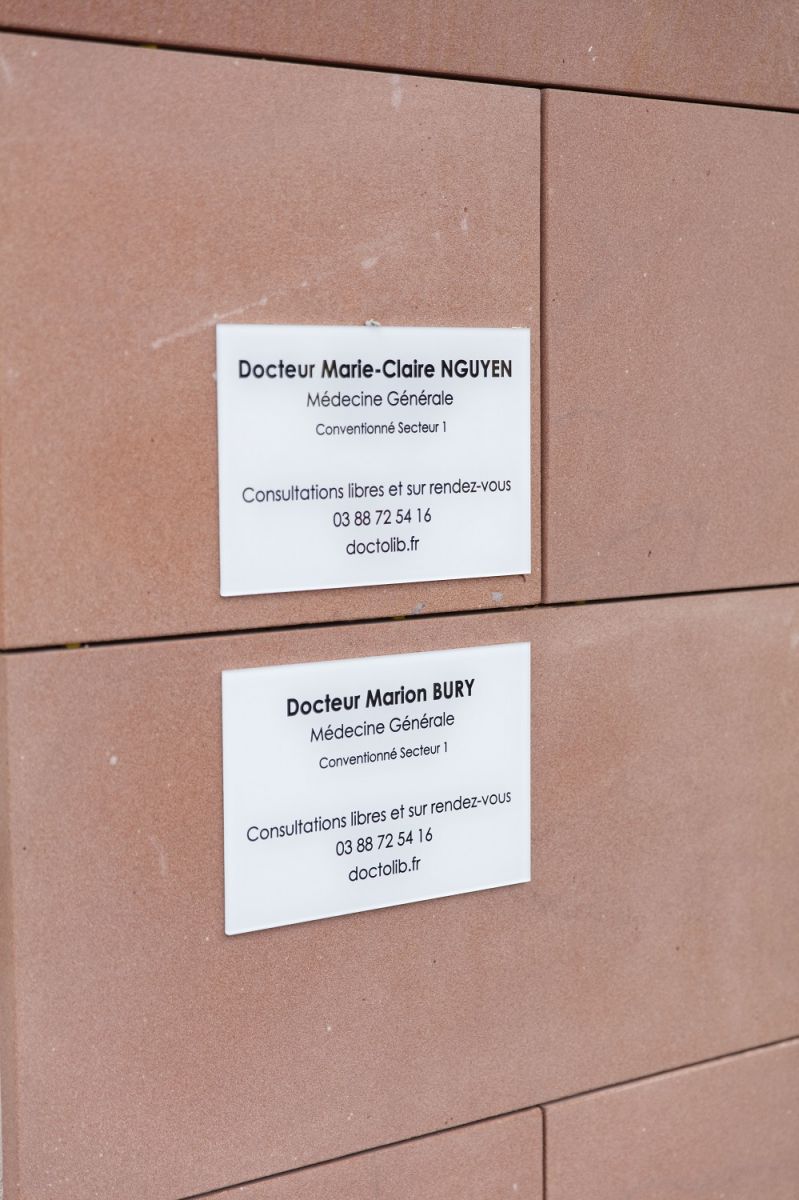 Docteur Marie-Claire NGUYEN
Médecine Générale
Conventionné Secteur 1
Consultations libres et sur rendez-vous
03 88 72 54 16
doctolib.fr
Docteur Marion BURY
Médecine Générale
Conventionné Secteur 1
Consultations libres et sur rendez-vous
03 88 72 54 16
doctolib.fr